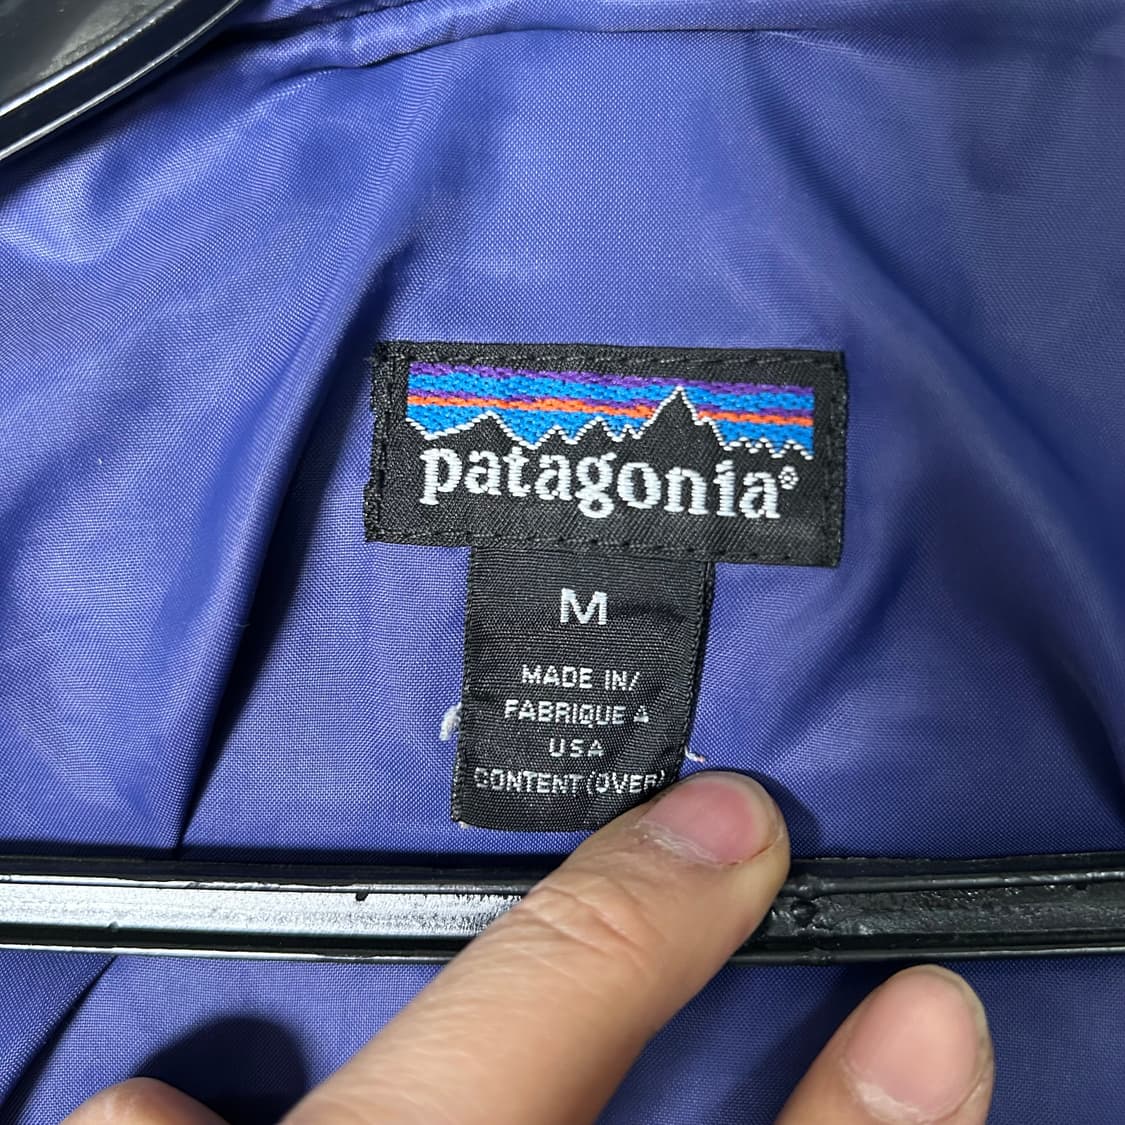 patagonia®
M
MADE IN/
FABRIQUE A
USA
CONTENT (OVER)